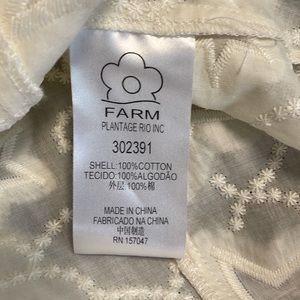 FARM
PLANTAGE RIO INC
302391
SHELL:100%COTTON
TECIDO:100%ALGODÃO
外层:100%棉
MADE IN CHINA
FABRICADO NA CHINA
中国制造
RN 157047